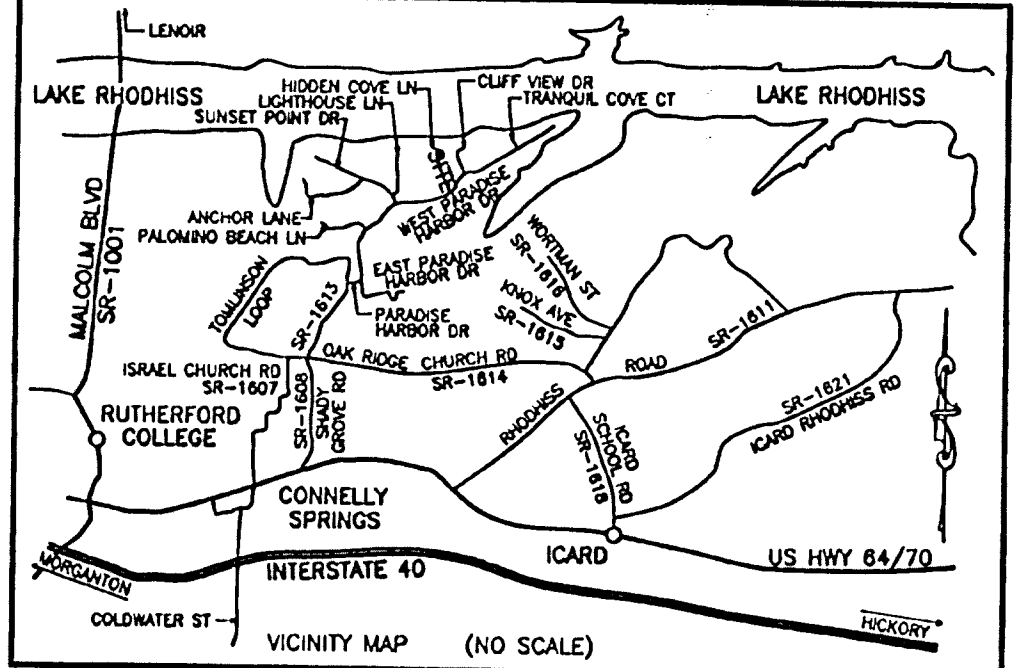 LENOIR
LAKE RHODHISS
HIDDEN COVE LN
LIGHTHOUSE LN
SUNSET POINT DR
CLIFF VIEW DR
TRANQUIL COVE CT
LAKE RHODHISS
SITE
MALCOLM BLVD
SR-1001
ANCHOR LANE
PALOMINO BEACH LN
WEST PARADISE
HARBOR DR
EAST PARADISE
HARBOR DR
PARADISE
HARBOR DR
TOMLINSON
LOOP
SR-1613
WORTMAN ST
SR-1616
KNOX AVE
SR-1615
SR-1611
ROAD
RHODHISS
OAK RIDGE CHURCH RD
SR-1614
ISRAEL CHURCH RD
SR-1607
SR-1608
SHADY
GROVE RD
RUTHERFORD
COLLEGE
ICARD
SCHOOL RD
SR-1618
SR-1621
ICARD RHODHISS RD
CONNELLY
SPRINGS
ICARD
US HWY 64/70
MORGANTON
INTERSTATE 40
COLDWATER ST
HICKORY
VICINITY MAP (NO SCALE)